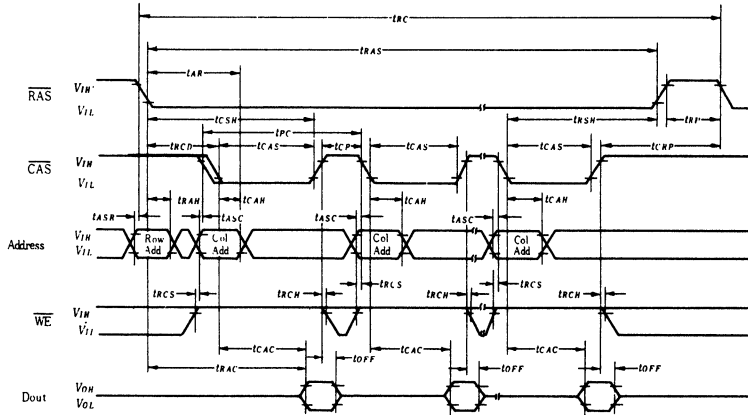 tRC
tRAS
tAR
RAS
VIH
VIL
tCSH
tRSH
tRP
tPC
tRCD
tCAS
tCP
tCAS
tCAS
tCRP
CAS
VIH
VIL
tRAH
tCAH
tCAH
tCAH
tASR
tASC
tASC
tASC
Address
VIH
VIL
Row
Add
Col
Add
Col
Add
Col
Add
tRCS
tRCH
tRCS
tRCH
tRCS
tRCH
WE
VIH
VIL
tCAC
tCAC
tCAC
tRAC
tOFF
tOFF
tOFF
Dout
VOH
VOL